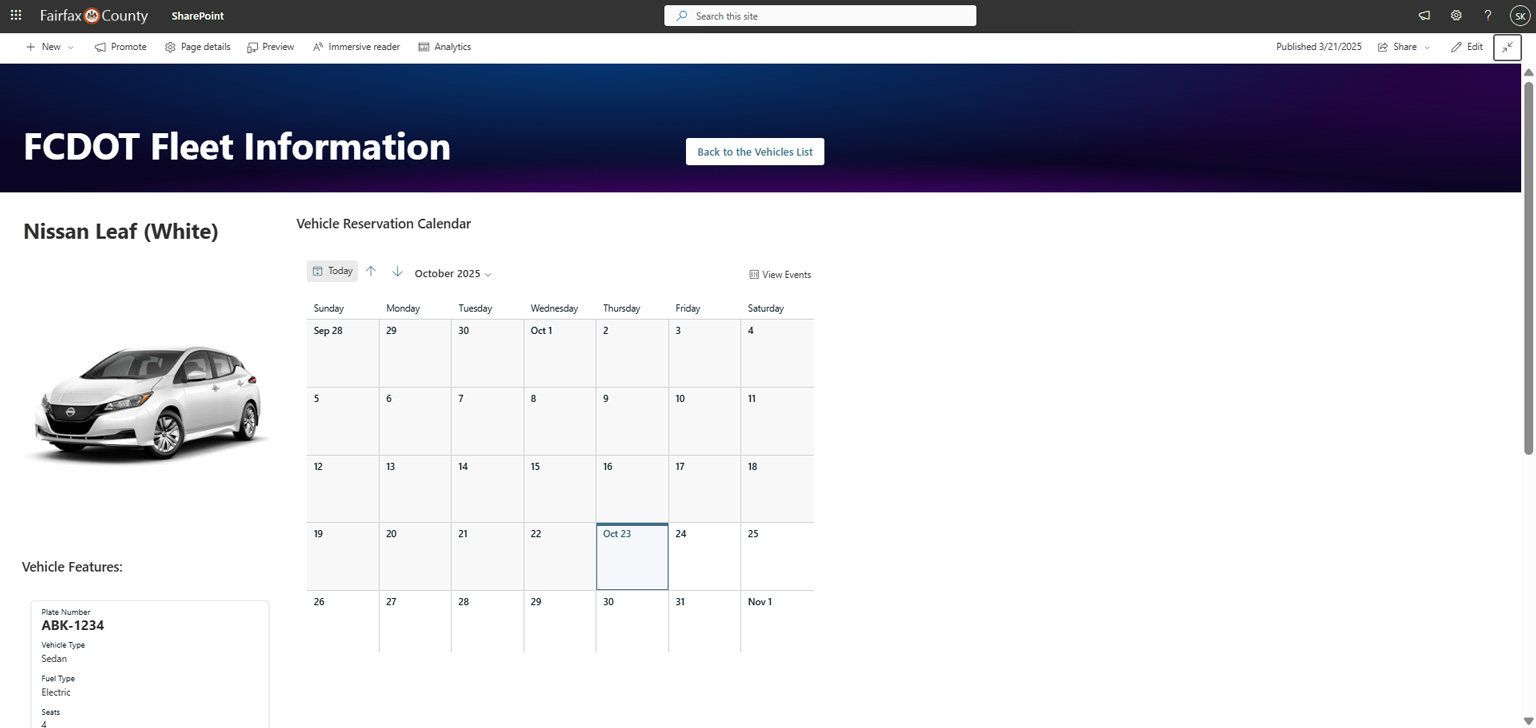 Fairfax County SharePoint
Search this site
SK
New Promote Page details Preview Immersive reader Analytics
Published 3/21/2025 Share Edit
FCDOT Fleet Information
Back to the Vehicles List
Nissan Leaf (White)
Vehicle Reservation Calendar
Today October 2025 View Events
Sunday Monday Tuesday Wednesday Thursday Friday Saturday
Sep 28 29 30 Oct 1 2 3 4
5 6 7 8 9 10 11
12 13 14 15 16 17 18
19 20 21 22 Oct 23 24 25
26 27 28 29 30 31 Nov 1
Vehicle Features:
Plate Number
ABK-1234
Vehicle Type
Sedan
Fuel Type
Electric
Seats
4